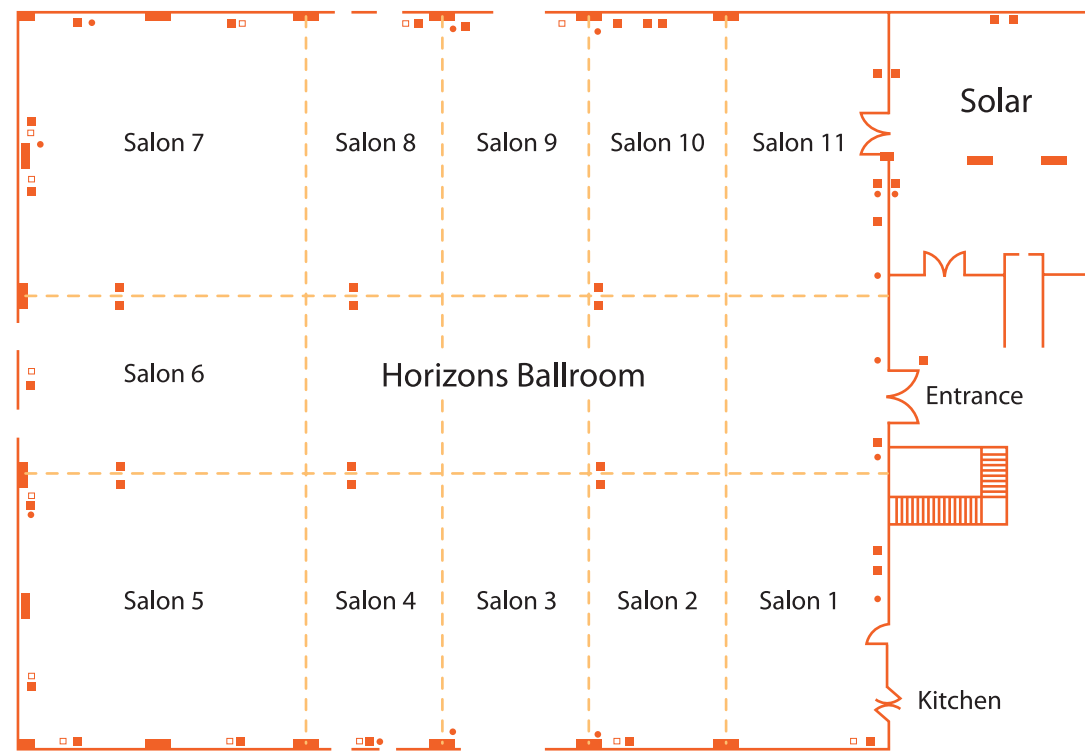 Solar
Salon 7
Salon 8
Salon 9
Salon 10
Salon 11
Salon 6
Horizons Ballroom
Entrance
Salon 5
Salon 4
Salon 3
Salon 2
Salon 1
Kitchen